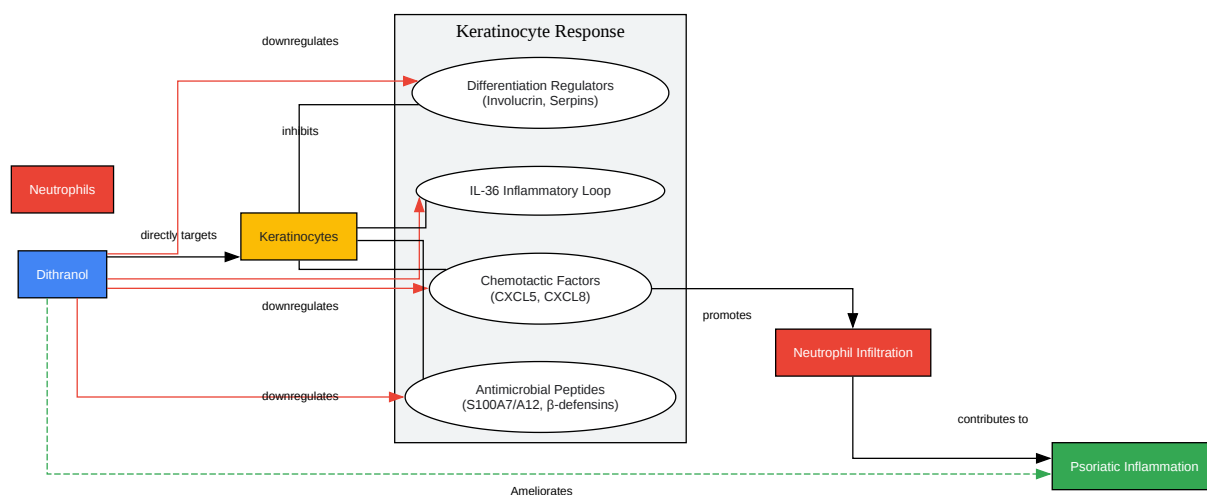 Keratinocyte Response
downregulates
Differentiation Regulators
(Involucrin, Serpins)
inhibits
Neutrophils
IL-36 Inflammatory Loop
directly targets
Keratinocytes
Dithranol
Chemotactic Factors
(CXCL5, CXCL8)
downregulates
promotes
Neutrophil Infiltration
downregulates
Antimicrobial Peptides
(S100A7/A12, β-defensins)
contributes to
Psoriatic Inflammation
Ameliorates